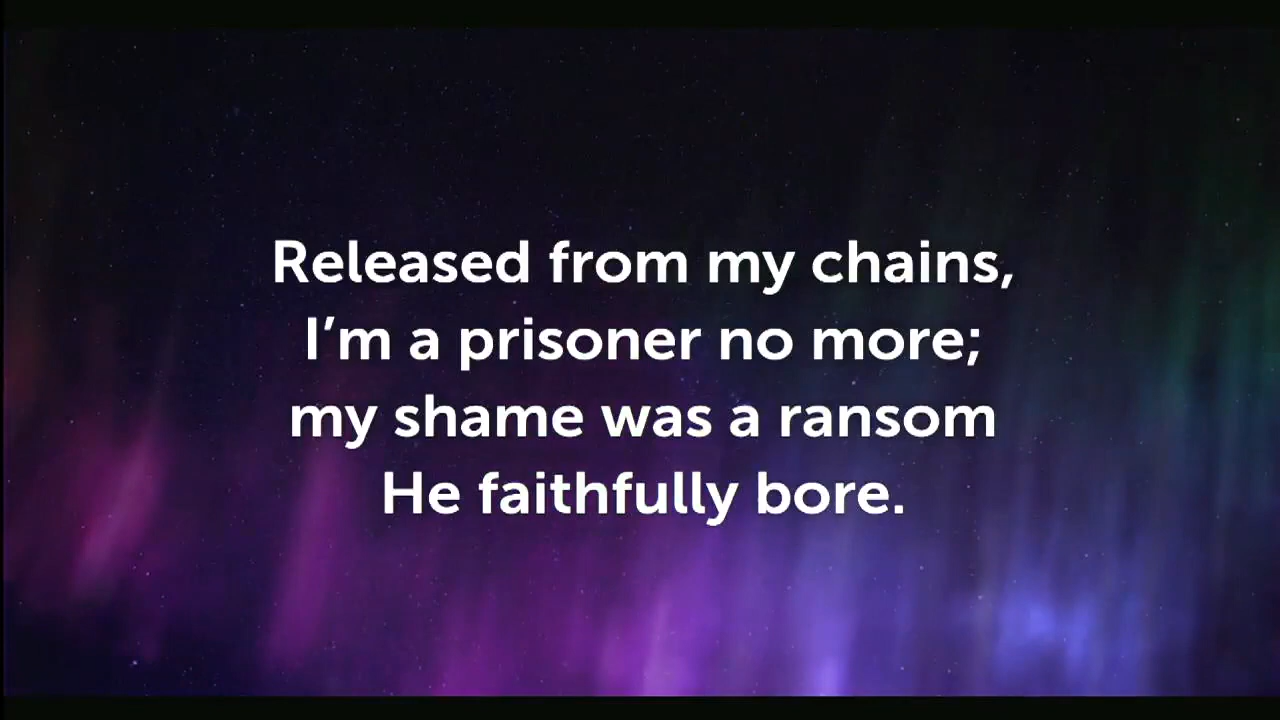 Released from my chains,
I’m a prisoner no more;
my shame was a ransom
He faithfully bore.